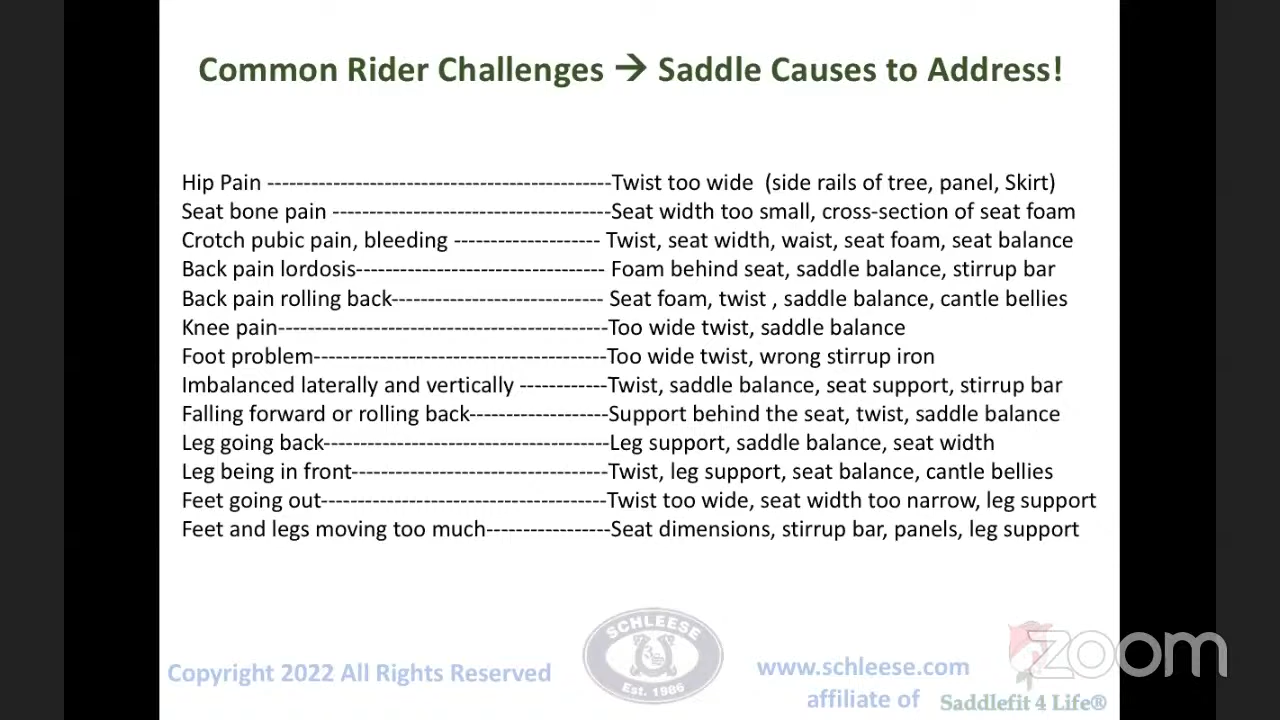 Common Rider Challenges → Saddle Causes to Address!
Hip Pain -----------------------------------------------Twist too wide  (side rails of tree, panel, Skirt)
Seat bone pain --------------------------------------Seat width too small, cross-section of seat foam
Crotch pubic pain, bleeding -------------------- Twist, seat width, waist, seat foam, seat balance
Back pain lordosis---------------------------------- Foam behind seat, saddle balance, stirrup bar
Back pain rolling back----------------------------- Seat foam, twist , saddle balance, cantle bellies
Knee pain---------------------------------------------Too wide twist, saddle balance
Foot problem----------------------------------------Too wide twist, wrong stirrup iron
Imbalanced laterally and vertically ------------Twist, saddle balance, seat support, stirrup bar
Falling forward or rolling back-------------------Support behind the seat, twist, saddle balance
Leg going back---------------------------------------Leg support, saddle balance, seat width
Leg being in front-----------------------------------Twist, leg support, seat balance, cantle bellies
Feet going out---------------------------------------Twist too wide, seat width too narrow, leg support
Feet and legs moving too much-----------------Seat dimensions, stirrup bar, panels, leg support
SCHLEESE
Est. 1986
Copyright 2022 All Rights Reserved
www.schleese.com
affiliate of Saddlefit 4 Life®
zoom